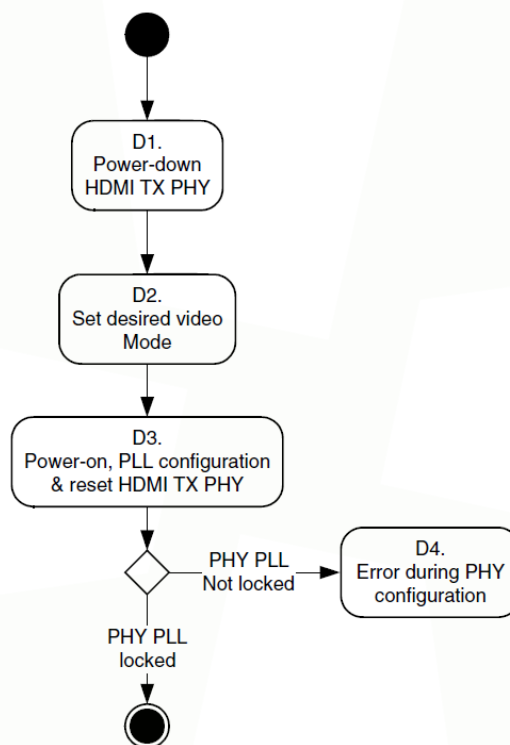 D1.
Power-down
HDMI TX PHY
D2.
Set desired video
Mode
D3.
Power-on, PLL configuration
& reset HDMI TX PHY
PHY PLL
Not locked
D4.
Error during PHY
configuration
PHY PLL
locked